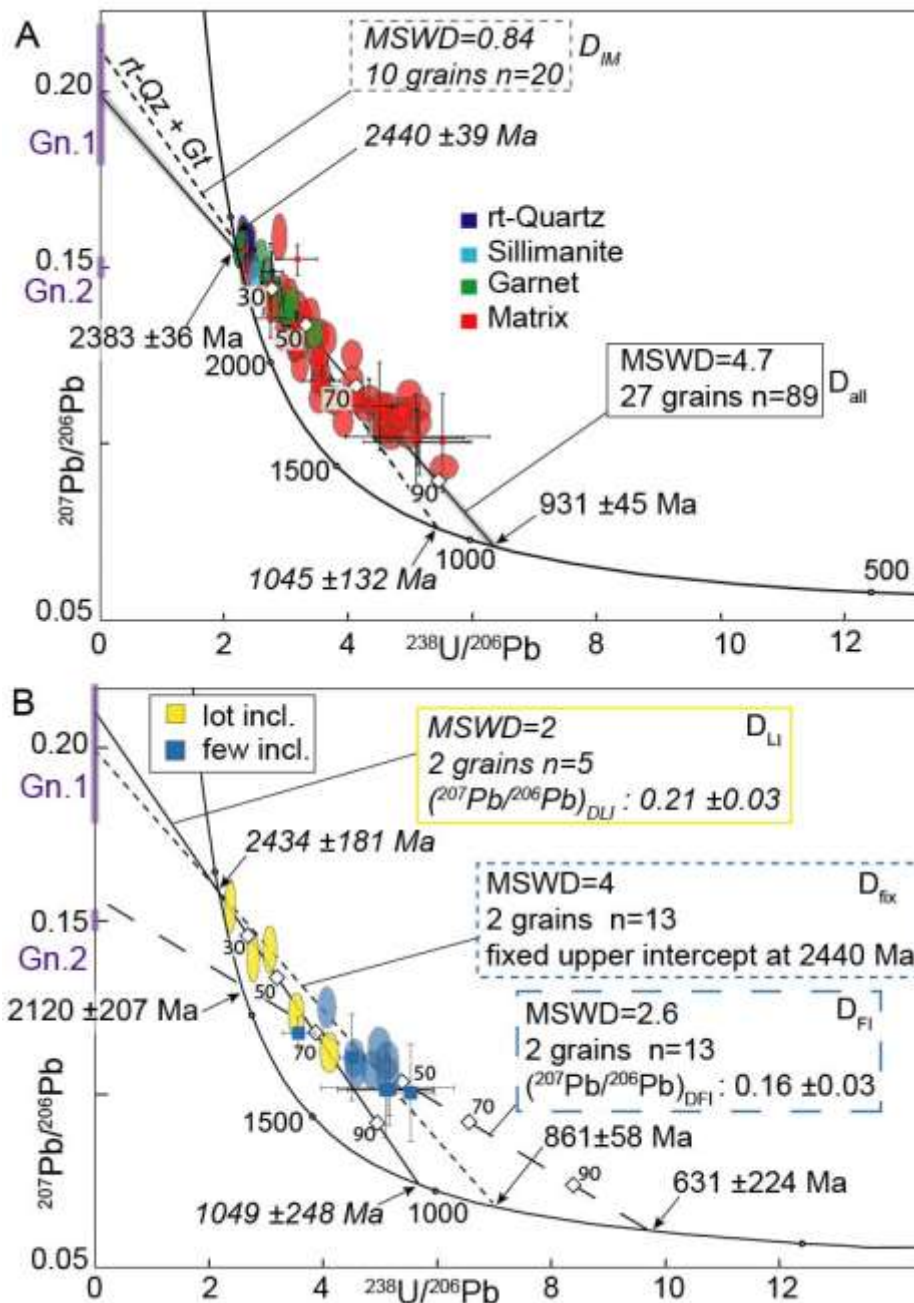 A
MSWD=0.84
10 grains n=20
D_IM
rt-Qz + Gt
0.20
Gn.1
2440 ±39 Ma
rt-Quartz
Sillimanite
Garnet
Matrix
0.15
Gn.2
30
2383 ±36 Ma
50
2000
MSWD=4.7
27 grains n=89
D_all
70
1500
90
931 ±45 Ma
1000
1045 ±132 Ma
500
207Pb/206Pb
0.05
0
2
4
238U/206Pb
6
8
10
12
B
lot incl.
few incl.
MSWD=2
D_LI
2 grains n=5
(207Pb/206Pb)_DLI : 0.21 ±0.03
0.20
Gn.1
2434 ±181 Ma
MSWD=4
D_fix
2 grains n=13
fixed upper intercept at 2440 Ma
0.15
Gn.2
30
50
2120 ±207 Ma
MSWD=2.6
D_FI
2 grains n=13
(207Pb/206Pb)_DFI : 0.16 ±0.03
70
50
70
1500
90
861±58 Ma
90
631 ±224 Ma
1049 ±248 Ma
1000
207Pb/206Pb
0.05
0
2
4
238U/206Pb
6
8
10
12